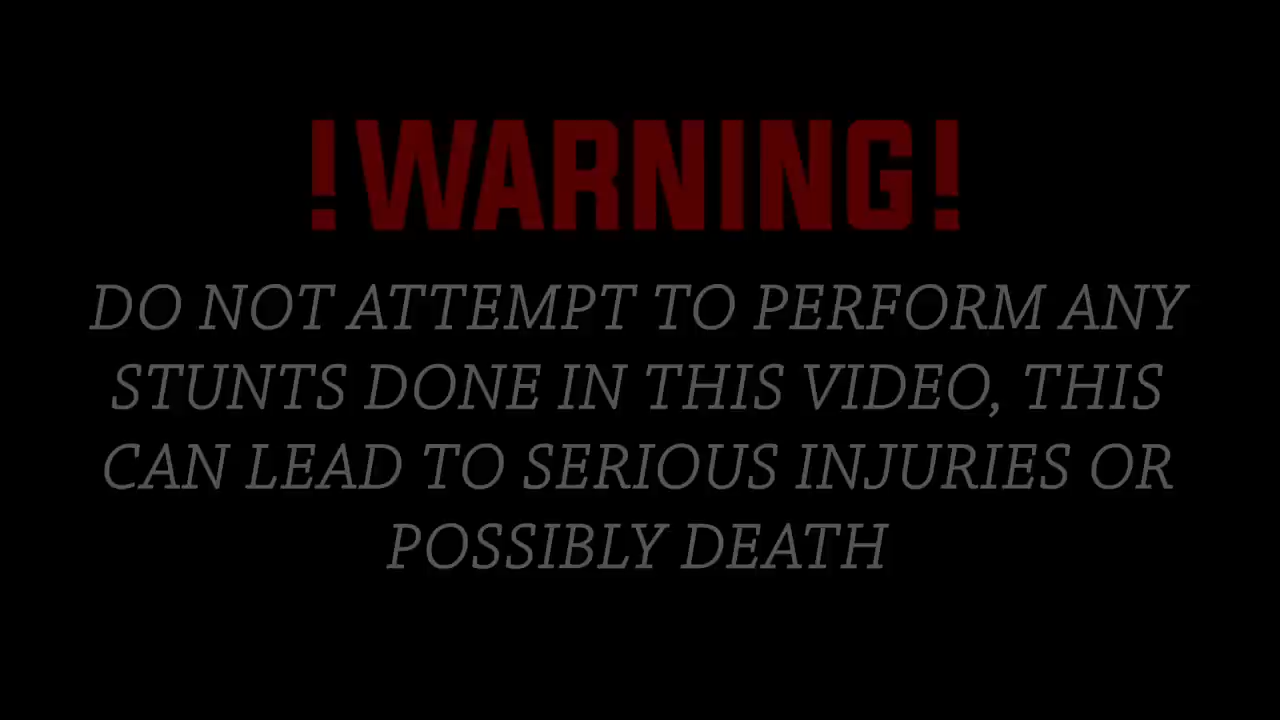 !WARNING!
DO NOT ATTEMPT TO PERFORM ANY
STUNTS DONE IN THIS VIDEO, THIS
CAN LEAD TO SERIOUS INJURIES OR
POSSIBLY DEATH